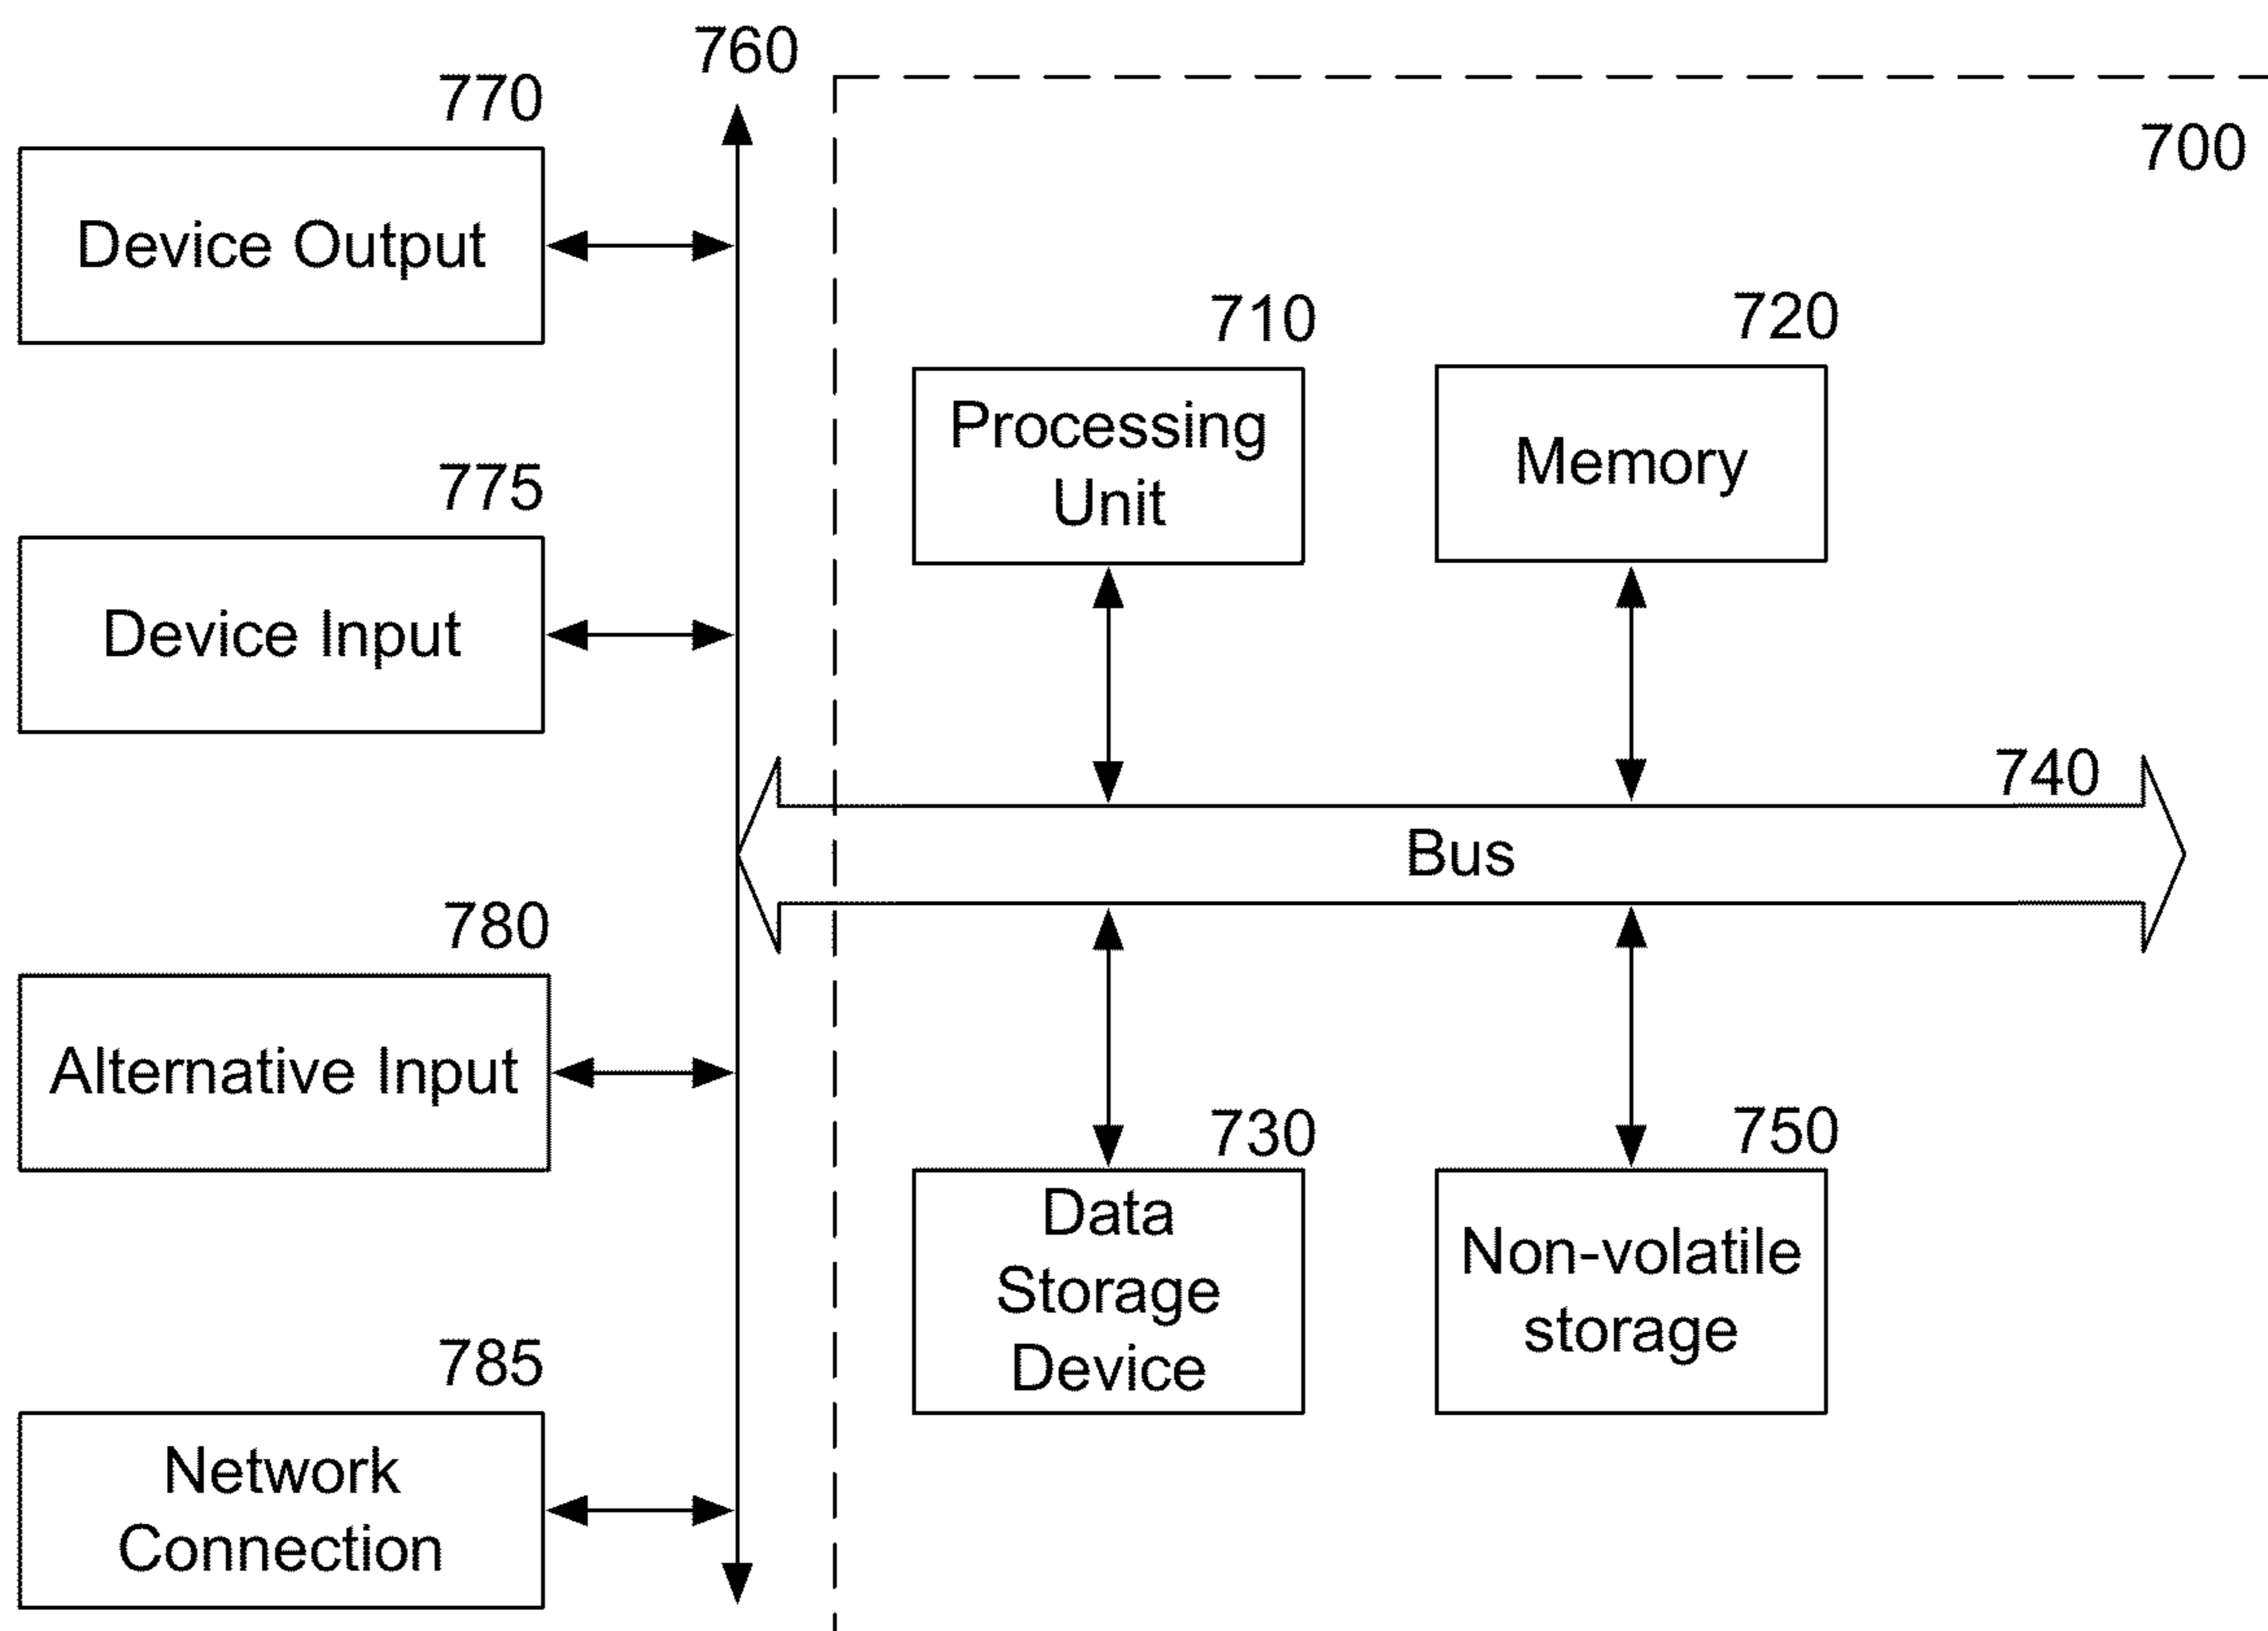 760
770
700
Device Output
710
720
Processing
Unit
Memory
775
Device Input
740
Bus
780
Alternative Input
730
750
Data
Storage
Device
Non-volatile
storage
785
Network
Connection